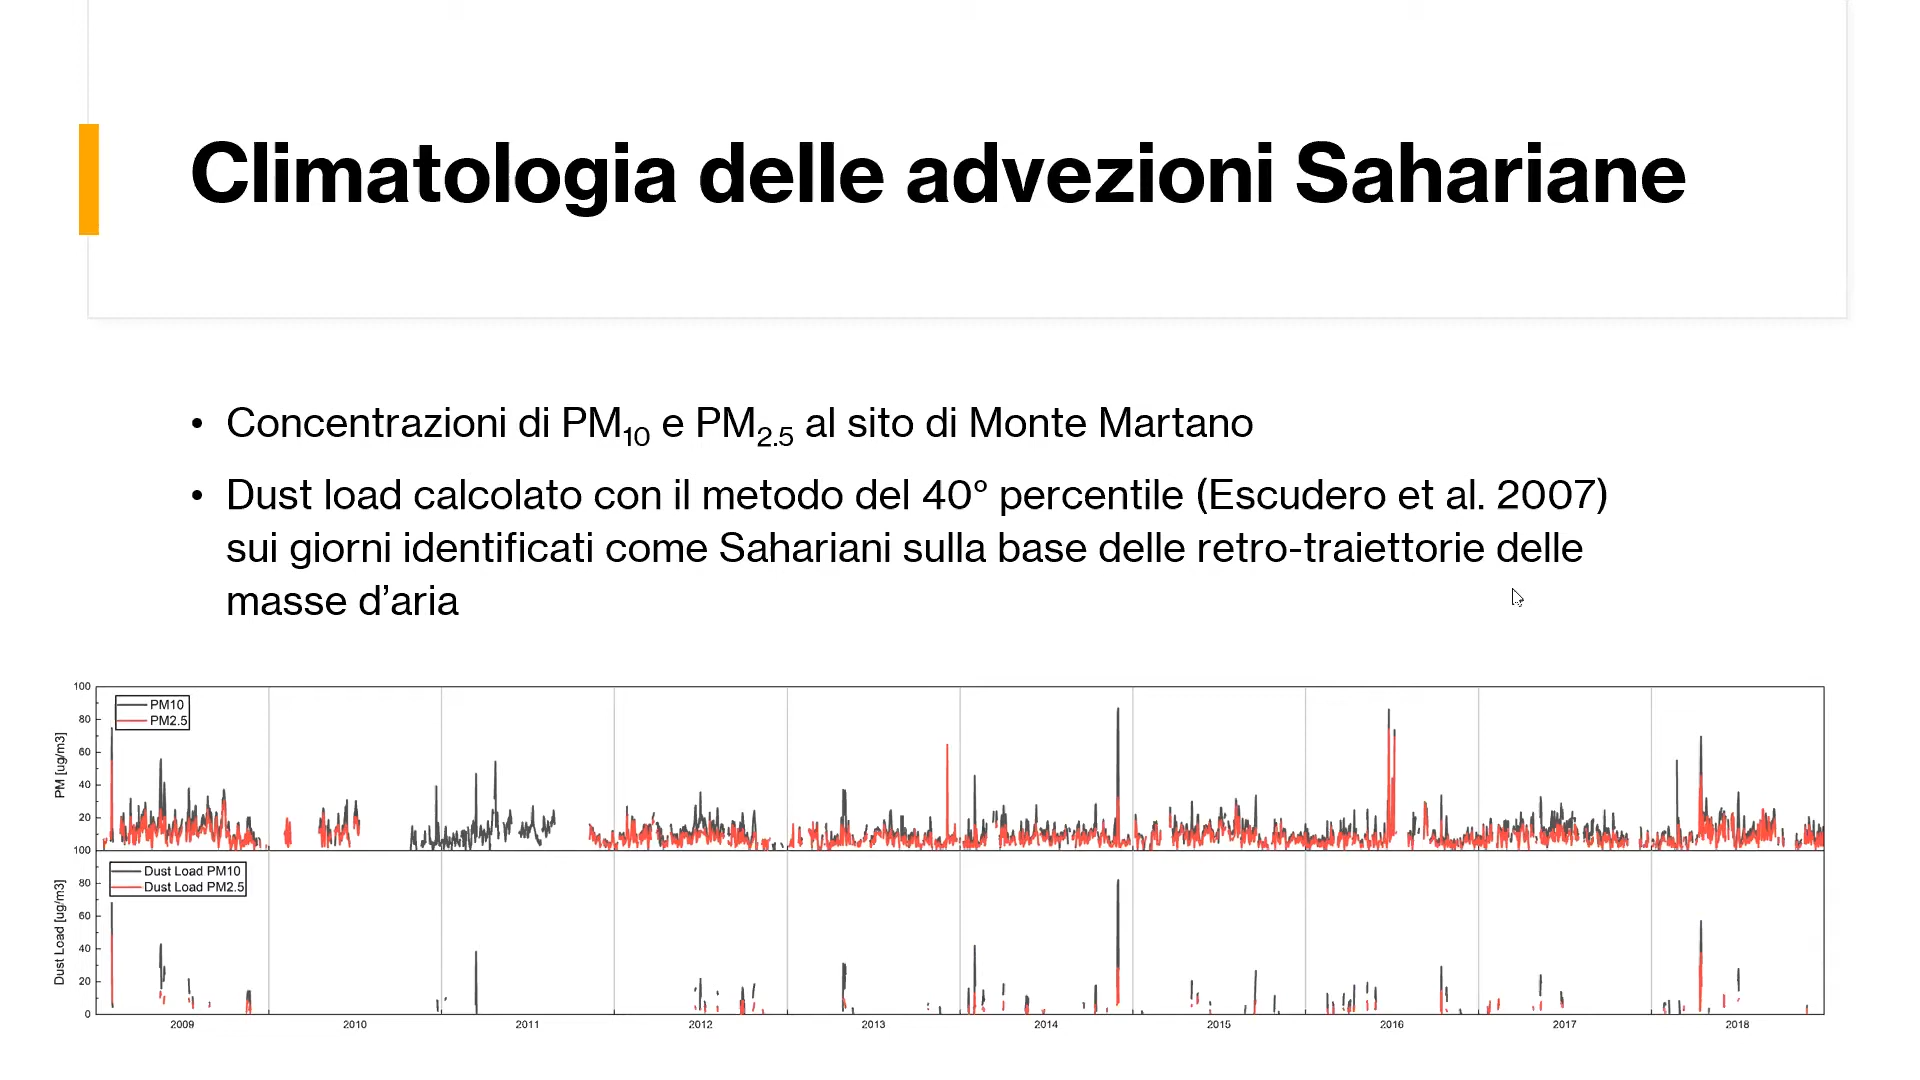 Climatologia delle advezioni Sahariane
• Concentrazioni di PM10 e PM2.5 al sito di Monte Martano
• Dust load calcolato con il metodo del 40° percentile (Escudero et al. 2007)
sui giorni identificati come Sahariani sulla base delle retro-traiettorie delle
masse d’aria
PM [ug/m3]
100
80
60
40
20
PM10
PM2.5
Dust Load [ug/m3]
100
80
60
40
20
0
Dust Load PM10
Dust Load PM2.5
2009 2010 2011 2012 2013 2014 2015 2016 2017 2018